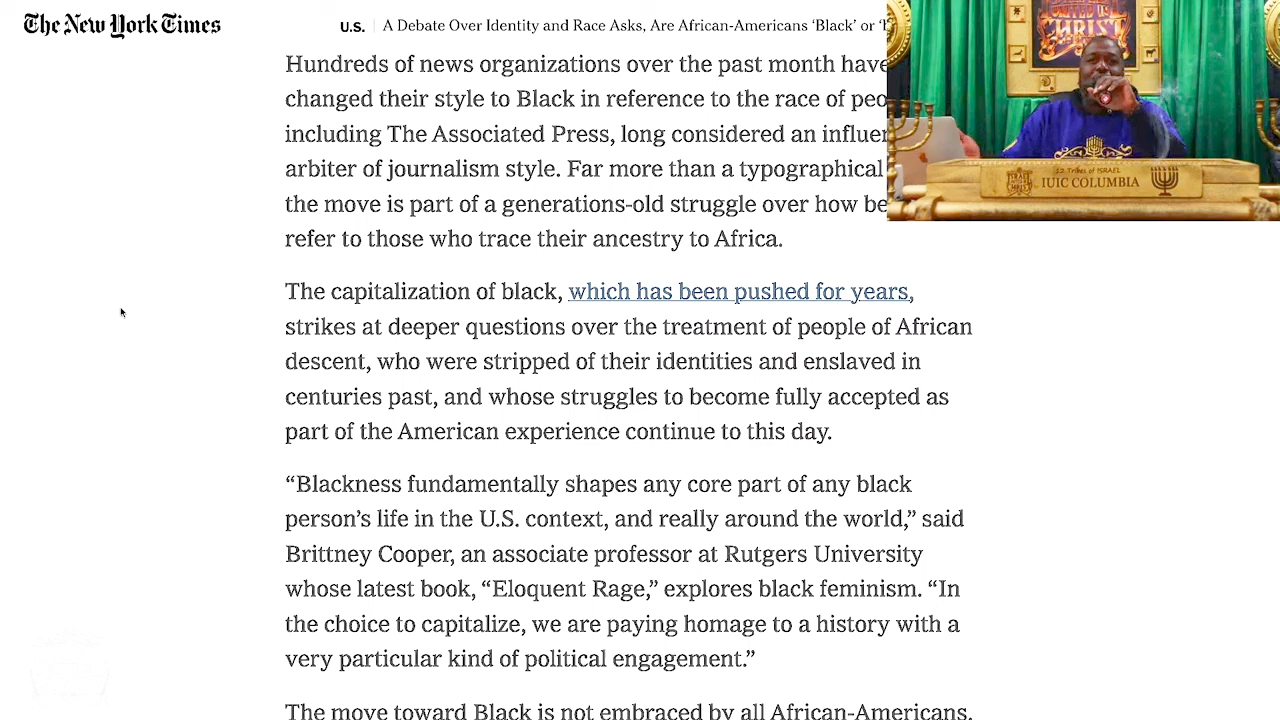 The New York Times
U.S. A Debate Over Identity and Race Asks, Are African-Americans ‘Black’ or
Hundreds of news organizations over the past month have
changed their style to Black in reference to the race of peo
including The Associated Press, long considered an influen
arbiter of journalism style. Far more than a typographical
the move is part of a generations-old struggle over how be
refer to those who trace their ancestry to Africa.
The capitalization of black, which has been pushed for years,
strikes at deeper questions over the treatment of people of African
descent, who were stripped of their identities and enslaved in
centuries past, and whose struggles to become fully accepted as
part of the American experience continue to this day.
“Blackness fundamentally shapes any core part of any black
person’s life in the U.S. context, and really around the world,” said
Brittney Cooper, an associate professor at Rutgers University
whose latest book, “Eloquent Rage,” explores black feminism. “In
the choice to capitalize, we are paying homage to a history with a
very particular kind of political engagement.”
The move toward Black is not embraced by all African-Americans.
CHRIST
12 Tribes of ISRAEL
IUIC COLUMBIA